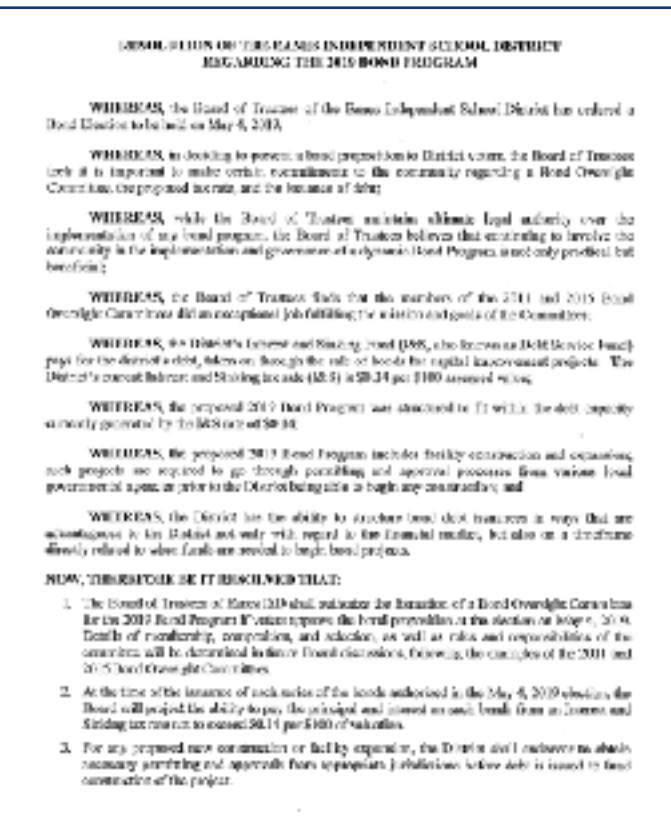 RESOLUTION OF THE EANES INDEPENDENT SCHOOL DISTRICT
REGARDING THE 2019 BOND PROGRAM
WHEREAS, the Board of Trustees of the Eanes Independent School District has ordered a
Bond Election to be held on May 4, 2019;
WHEREAS, in deciding to present a bond proposition to District voters, the Board of Trustees
feels it is important to make certain commitments to the community regarding a Bond Oversight
Committee, the proposed tax rate, and the issuance of debt;
WHEREAS, while the Board of Trustees maintains ultimate legal authority over the
implementation of any bond program, the Board of Trustees believes that continuing to involve the
community in the implementation and governance of a dynamic Bond Program is not only practical but
beneficial;
WHEREAS, the Board of Trustees finds that the members of the 2011 and 2015 Bond
Oversight Committees did an exceptional job fulfilling the mission and goals of the Committees;
WHEREAS, the District's Interest and Sinking Fund (I&S, also known as Debt Service Fund)
pays for the district's debt, taken on through the sale of bonds for capital improvement projects. The
District's current Interest and Sinking tax rate (I&S) is $0.14 per $100 assessed value;
WHEREAS, the proposed 2019 Bond Program was structured to fit within the debt capacity
currently generated by the I&S rate of $0.14;
WHEREAS, the proposed 2019 Bond Program includes facility construction and expansion,
such projects are required to go through permitting and approval processes from various local
governmental agencies prior to the District being able to begin any construction; and
WHEREAS, the District has the ability to structure bond debt issuances in ways that are
advantageous to the District not only with regard to the financial market, but also on a timeframe
directly related to when funds are needed to begin bond projects.
NOW, THEREFORE BE IT RESOLVED THAT:
1. The Board of Trustees of Eanes ISD shall authorize the formation of a Bond Oversight Committee
for the 2019 Bond Program if voters approve the bond proposition at the election on May 4, 2019.
Details of membership, composition, and selection, as well as roles and responsibilities of the
committee will be determined in future Board discussions, following the examples of the 2011 and
2015 Bond Oversight Committees.
2. At the time of the issuance of each series of the bonds authorized in the May 4, 2019 election, the
Board will project the ability to pay the principal and interest on such bonds from an Interest and
Sinking tax rate not to exceed $0.14 per $100 of valuation.
3. For any proposed new construction or facility expansion, the District shall endeavor to obtain
necessary permitting and approvals from appropriate jurisdictions before debt is issued to fund
construction of the project.